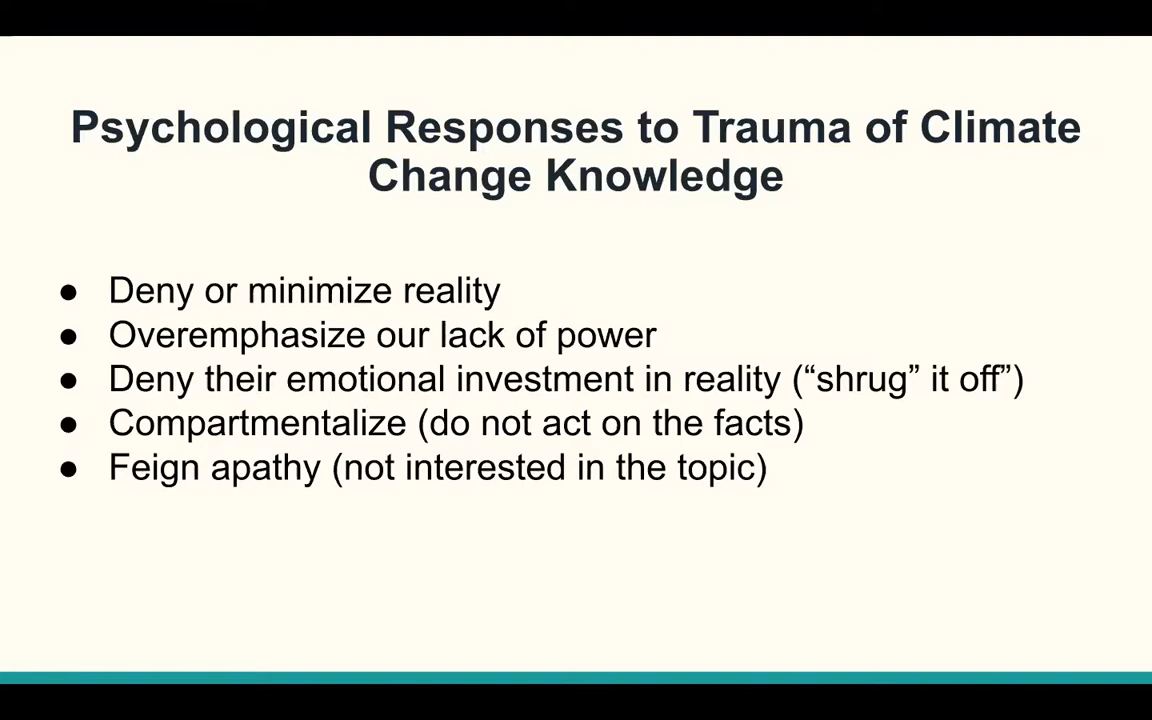 Psychological Responses to Trauma of Climate
Change Knowledge
● Deny or minimize reality
● Overemphasize our lack of power
● Deny their emotional investment in reality (“shrug” it off”)
● Compartmentalize (do not act on the facts)
● Feign apathy (not interested in the topic)